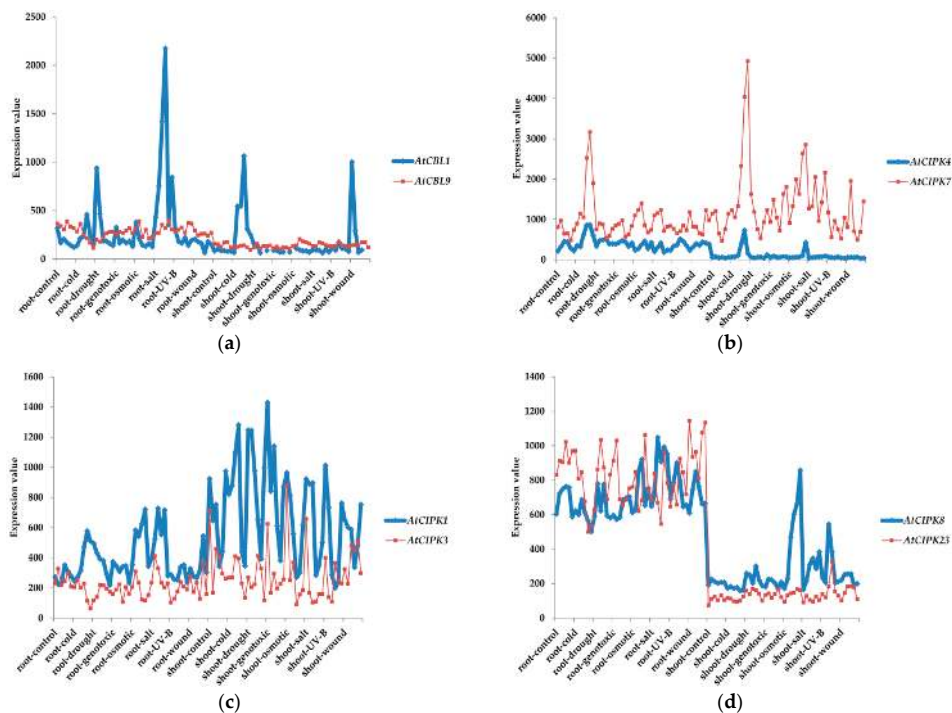 2500
2000
1500
1000
500
0
Expression value
AtCBL1
AtCBL9
root-control
root-cold
root-drought
root-genotoxic
root-osmotic
root-salt
root-UV-B
root-wound
shoot-control
shoot-cold
shoot-drought
shoot-genotoxic
shoot-osmotic
shoot-salt
shoot-UV-B
shoot-wound
(a)
6000
5000
4000
3000
2000
1000
0
Expression value
AtCIPK4
AtCIPK7
root-control
root-cold
root-drought
root-genotoxic
root-osmotic
root-salt
root-UV-B
root-wound
shoot-control
shoot-cold
shoot-drought
shoot-genotoxic
shoot-osmotic
shoot-salt
shoot-UV-B
shoot-wound
(b)
1600
1400
1200
1000
800
600
400
200
0
Expression value
AtCIPK1
AtCIPK3
root-control
root-cold
root-drought
root-genotoxic
root-osmotic
root-salt
root-UV-B
root-wound
shoot-control
shoot-cold
shoot-drought
shoot-genotoxic
shoot-osmotic
shoot-salt
shoot-UV-B
shoot-wound
(c)
1400
1200
1000
800
600
400
200
0
Expression value
AtCIPK8
AtCIPK23
root-control
root-cold
root-drought
root-genotoxic
root-osmotic
root-salt
root-UV-B
root-wound
shoot-control
shoot-cold
shoot-drought
shoot-genotoxic
shoot-osmotic
shoot-salt
shoot-UV-B
shoot-wound
(d)